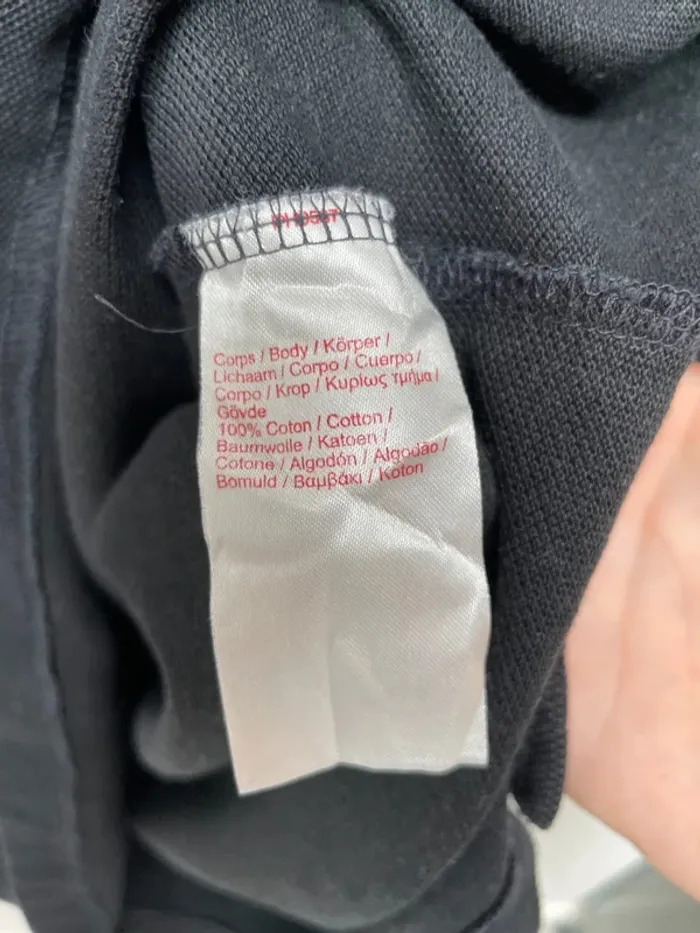 Corps / Body / Körper /
Lichaam / Corpo / Cuerpo /
Corpo / Krop / Κυρίως τμήμα /
Gövde
100% Coton / Cotton /
Baumwolle / Katoen /
Cotone / Algodón / Algodão /
Bomuld / Βαμβάκι / Koton